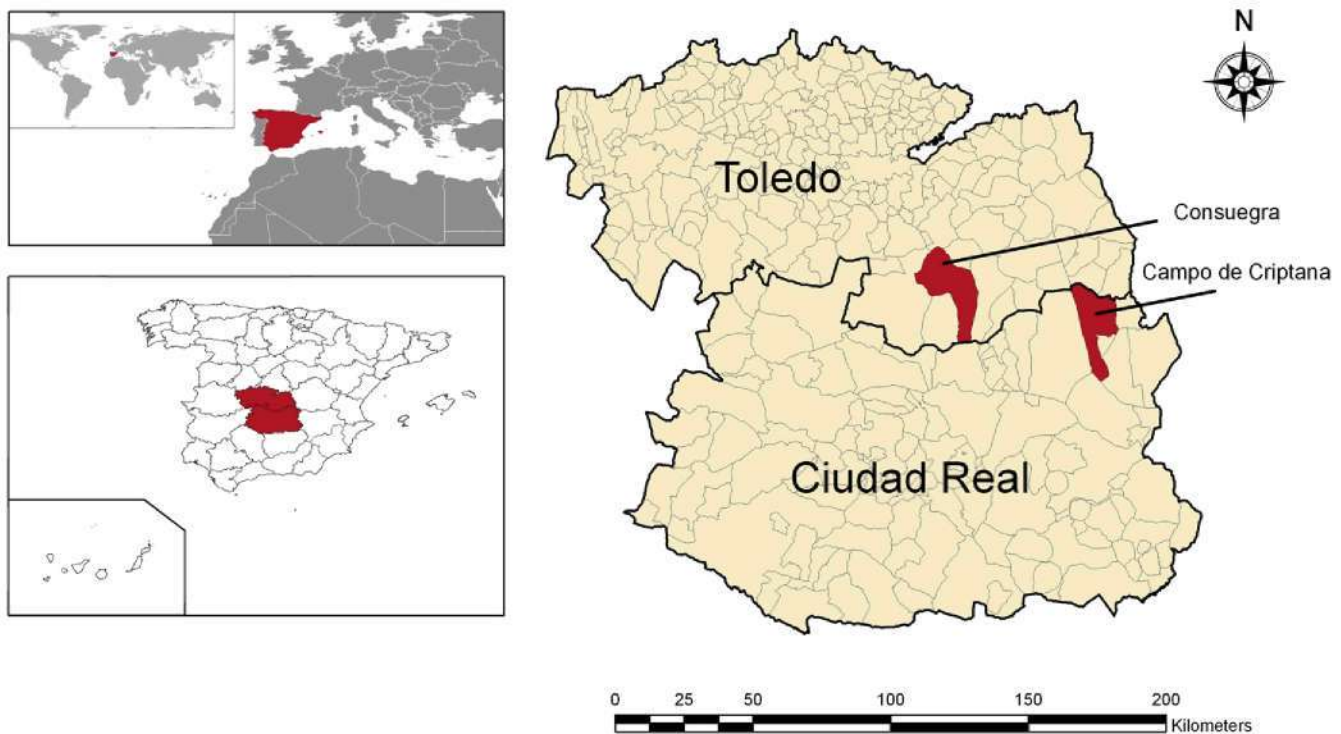 N
Toledo
Consuegra
Campo de Criptana
Ciudad Real
0 25 50 100 150 200
Kilometers